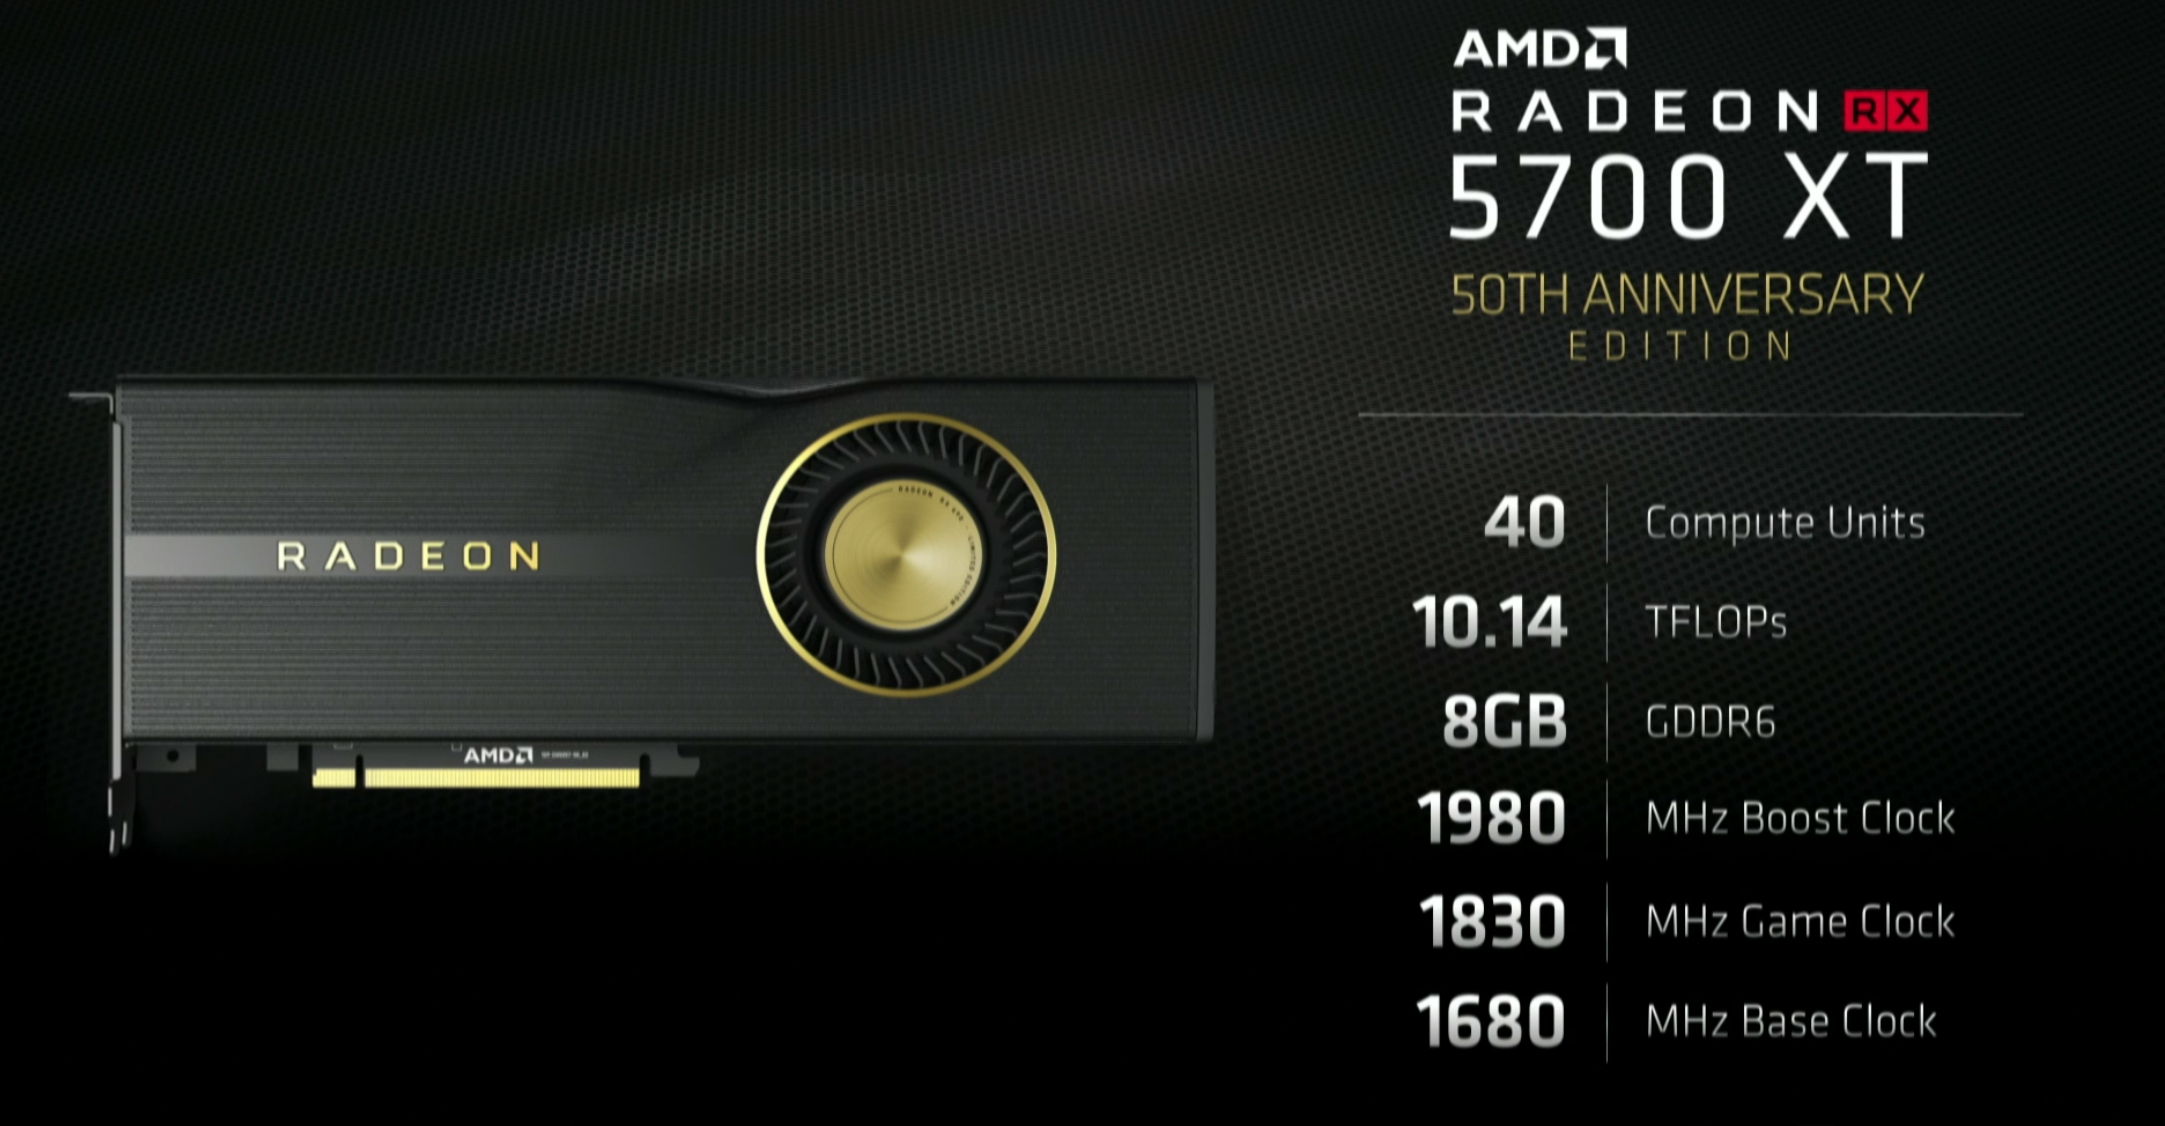 AMD
RADEON RX
5700 XT
50TH ANNIVERSARY
EDITION
RADEON
AMD
40 Compute Units
10.14 TFLOPs
8GB GDDR6
1980 MHz Boost Clock
1830 MHz Game Clock
1680 MHz Base Clock